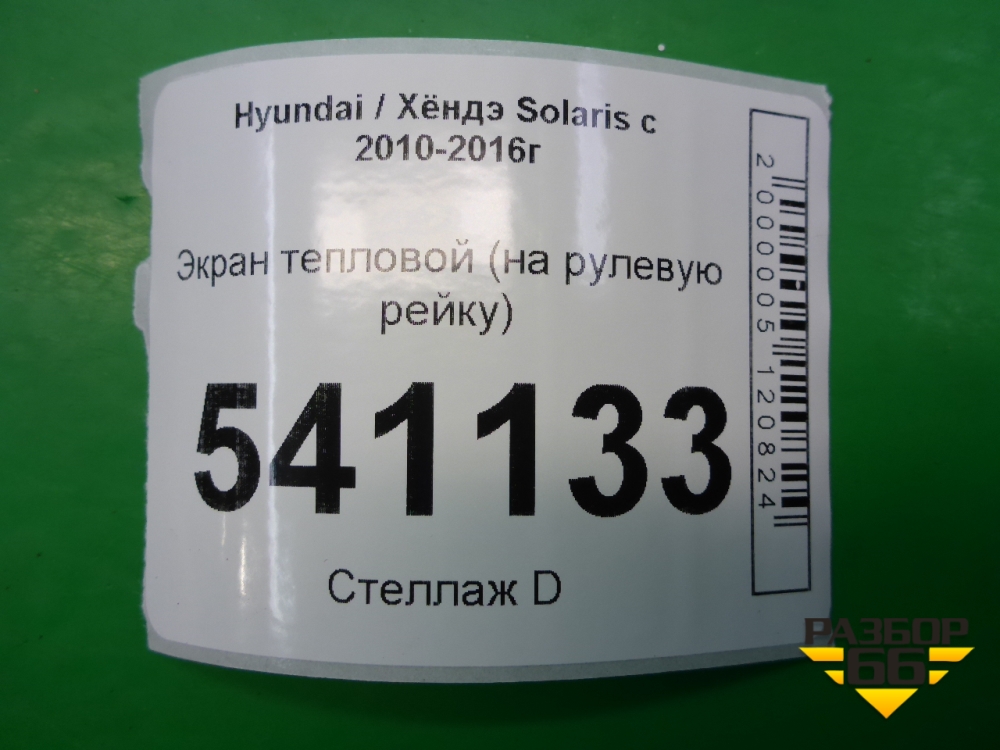 Hyundai / Хёндэ Solaris с
2010-2016г
Экран тепловой (на рулевую
рейку)
541133
Стеллаж D
2000005120824
РАЗБОР
66